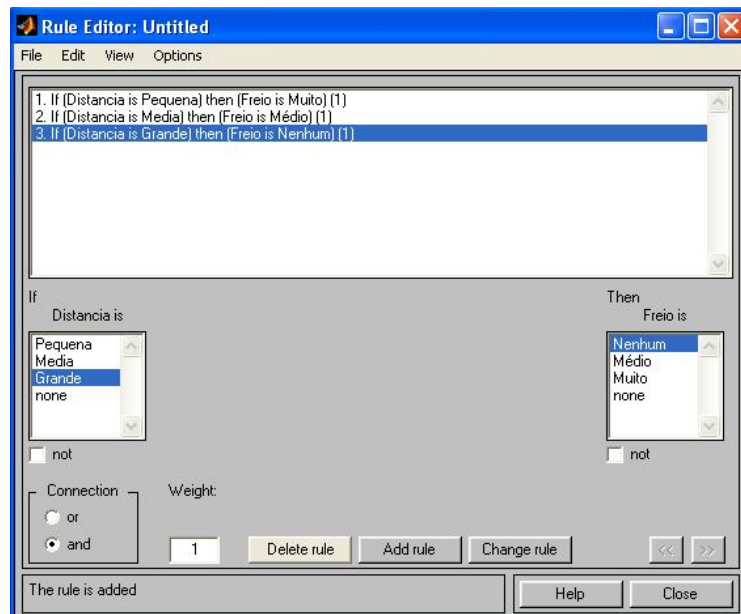 Rule Editor: Untitled
File Edit View Options
1. If (Distancia is Pequena) then (Freio is Muito) (1)
2. If (Distancia is Media) then (Freio is Médio) (1)
3. If (Distancia is Grande) then (Freio is Nenhum) (1)
If
Distancia is
Pequena
Media
Grande
none
not
Then
Freio is
Nenhum
Médio
Muito
none
not
Connection
or
and
Weight:
1
Delete rule
Add rule
Change rule
<<
>>
The rule is added
Help
Close